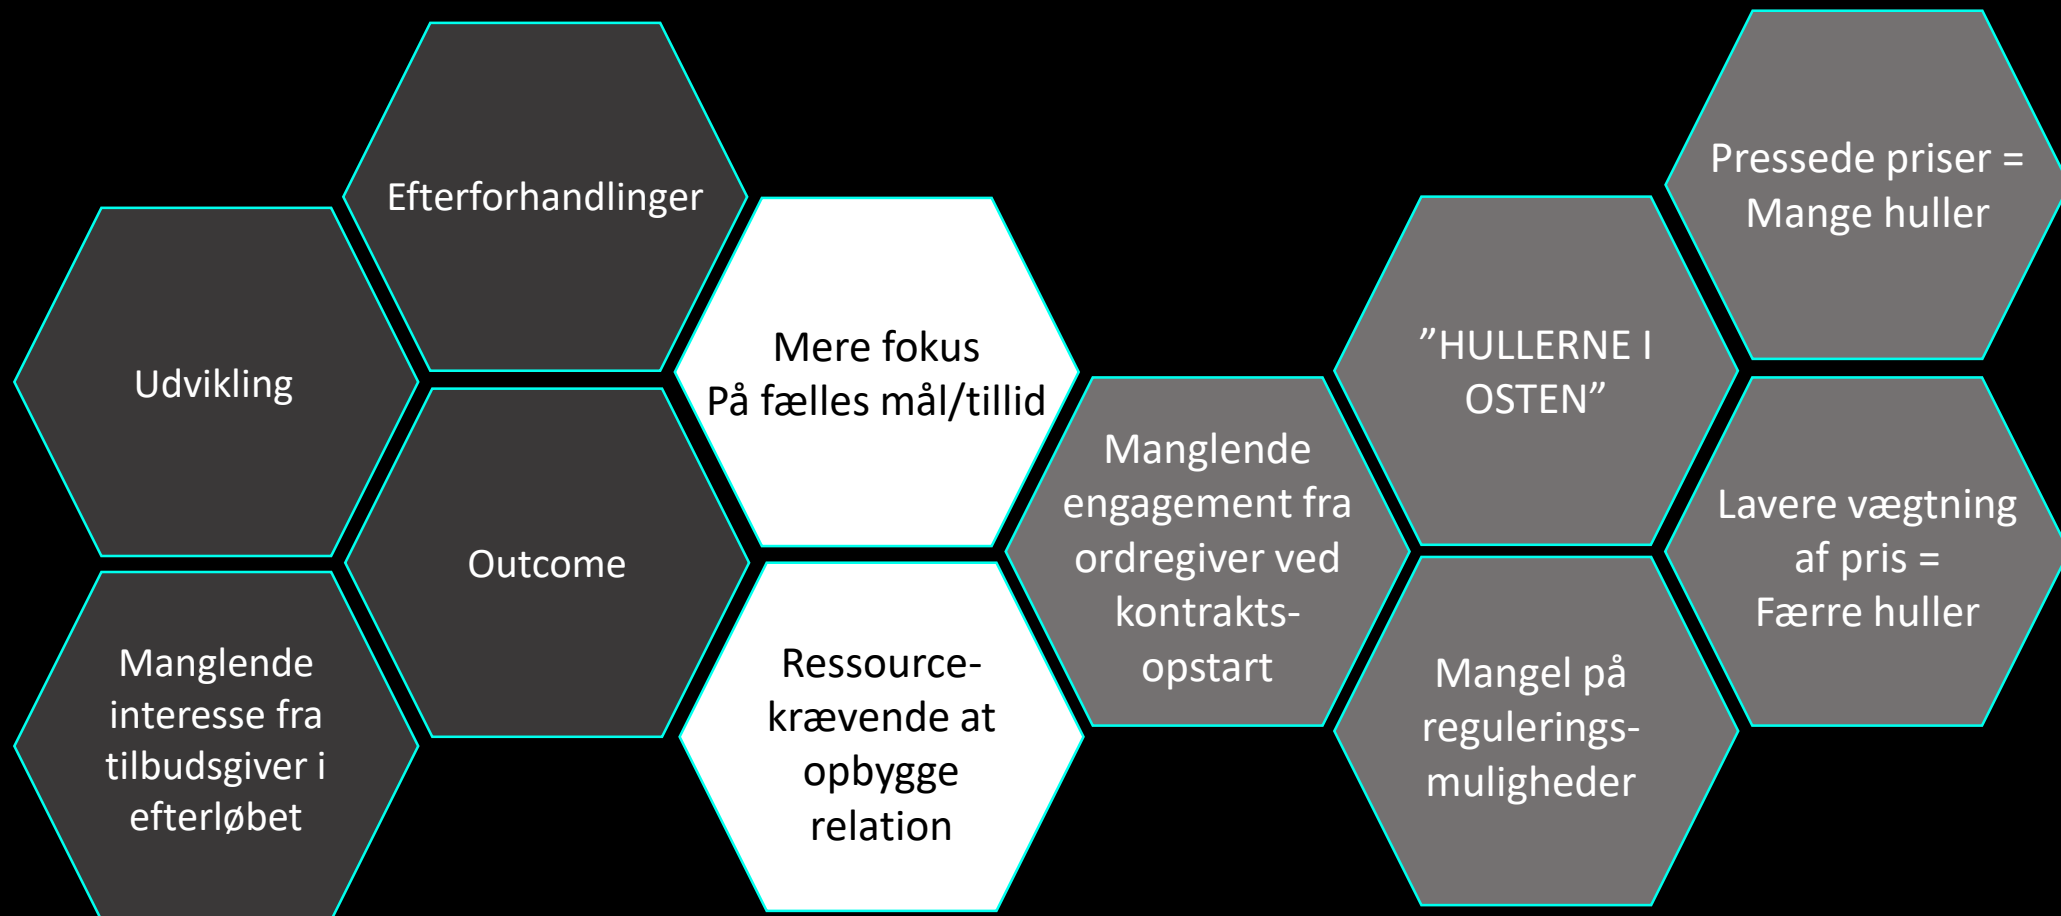 Efterforhandlinger
Udvikling
Outcome
Manglende
interesse fra
tilbudsgiver i
efterløbet
Mere fokus
På fælles mål/tillid
Ressource-
krævende at
opbygge
relation
Manglende
engagement fra
ordregiver ved
kontrakts-
opstart
”HULLERNE I
OSTEN”
Mangel på
regulerings-
muligheder
Pressede priser =
Mange huller
Lavere vægtning
af pris =
Færre huller